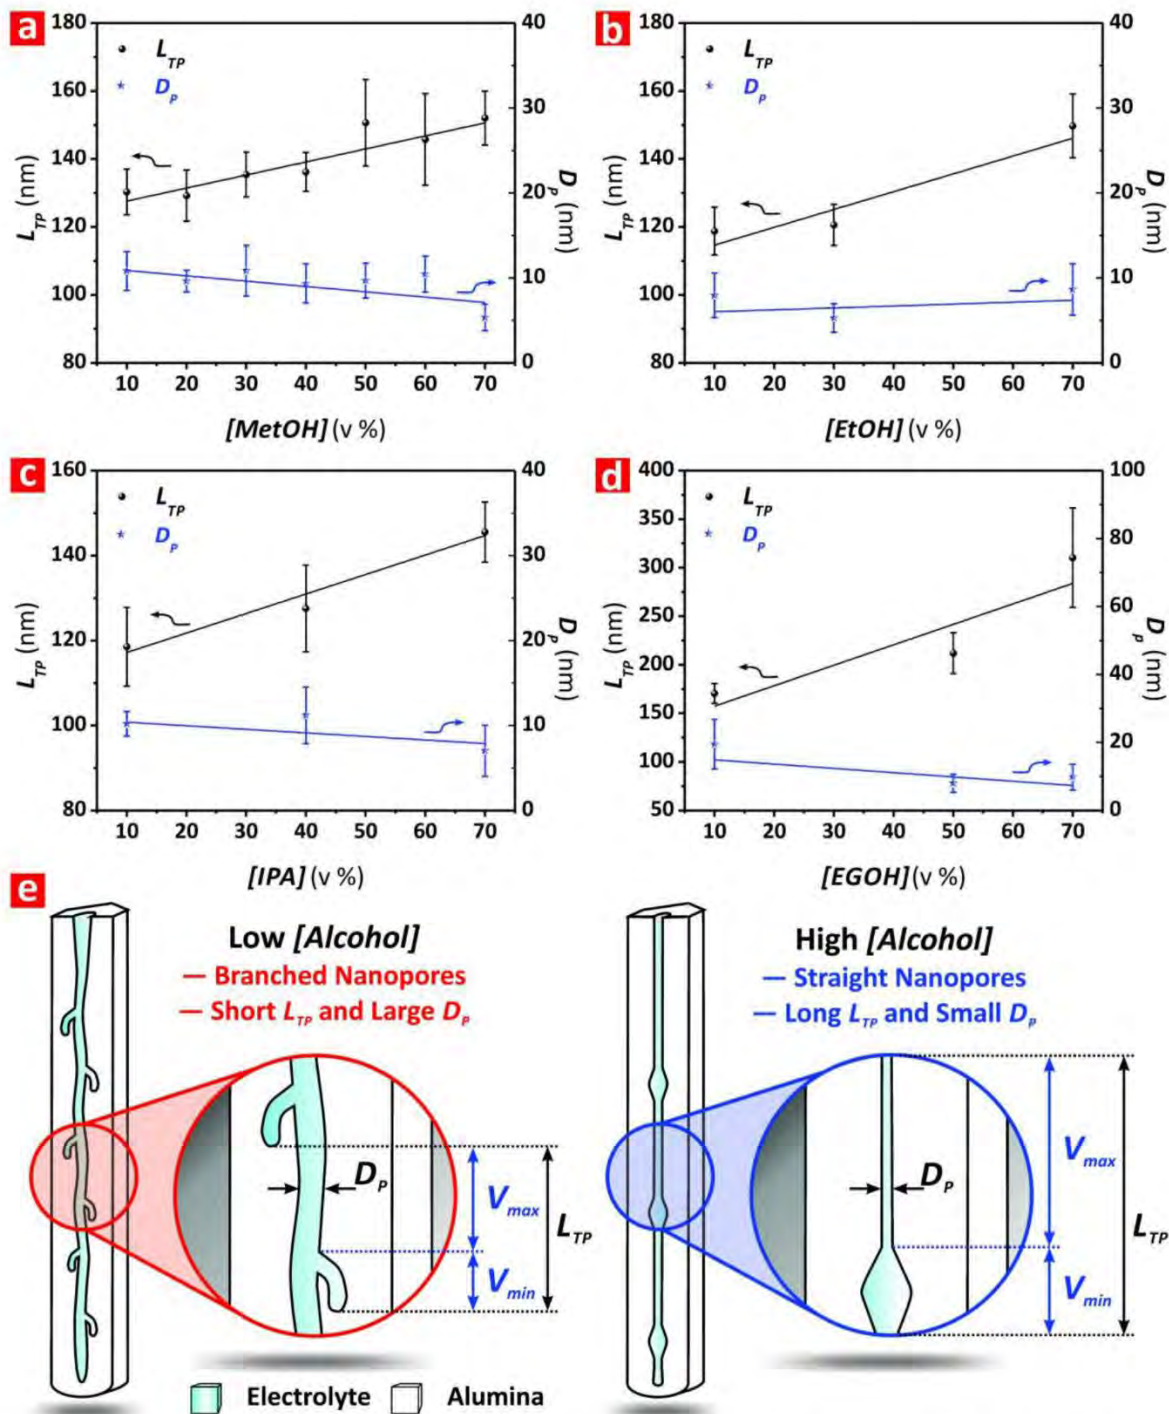 a
L_TP
D_P
L_TP (nm)
180
160
140
120
100
80
D_P (nm)
40
30
20
10
0
10 20 30 40 50 60 70
[MetOH] (v %)
b
L_TP
D_P
L_TP (nm)
180
160
140
120
100
80
D_P (nm)
40
30
20
10
0
10 20 30 40 50 60 70
[EtOH] (v %)
c
L_TP
D_P
L_TP (nm)
160
140
120
100
80
D_P (nm)
40
30
20
10
0
10 20 30 40 50 60 70
[IPA] (v %)
d
L_TP
D_P
L_TP (nm)
400
350
300
250
200
150
100
50
D_P (nm)
100
80
60
40
20
0
10 20 30 40 50 60 70
[EGOH] (v %)
e
Low [Alcohol]
— Branched Nanopores
— Short L_TP and Large D_P
D_P
V_max
L_TP
V_min
High [Alcohol]
— Straight Nanopores
— Long L_TP and Small D_P
D_P
V_max
L_TP
V_min
Electrolyte
Alumina